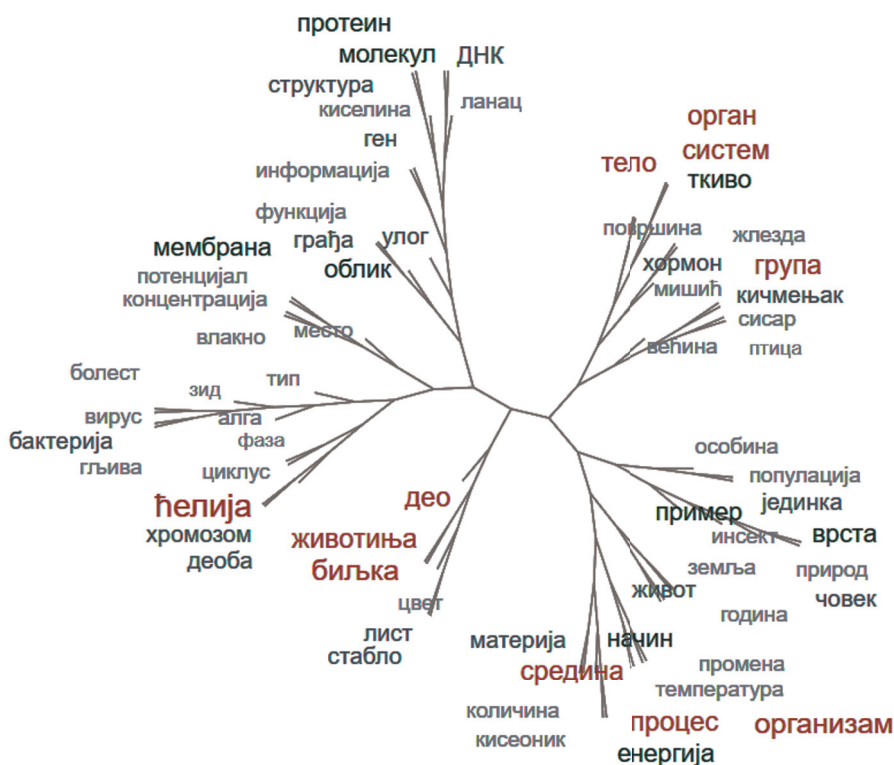 протеин
молекул
ДНК
структура
киселина
ланац
ген
информација
функција
грађа
улог
мембрана
облик
потенцијал
концентрација
влакно
место
болест
зид
тип
вирус
алга
бактерија
фаза
гљива
циклус
ћелија
хромозом
деоба
орган
систем
тело
ткиво
површина
жлезда
хормон
група
мишић
кичмењак
сисар
већина
птица
део
животиња
биљка
цвет
лист
стабло
особина
популација
јединка
пример
инсект
врста
земља
природ
живот
човек
година
материја
начин
средина
промена
температура
количина
процес
организам
кисеоник
енергија